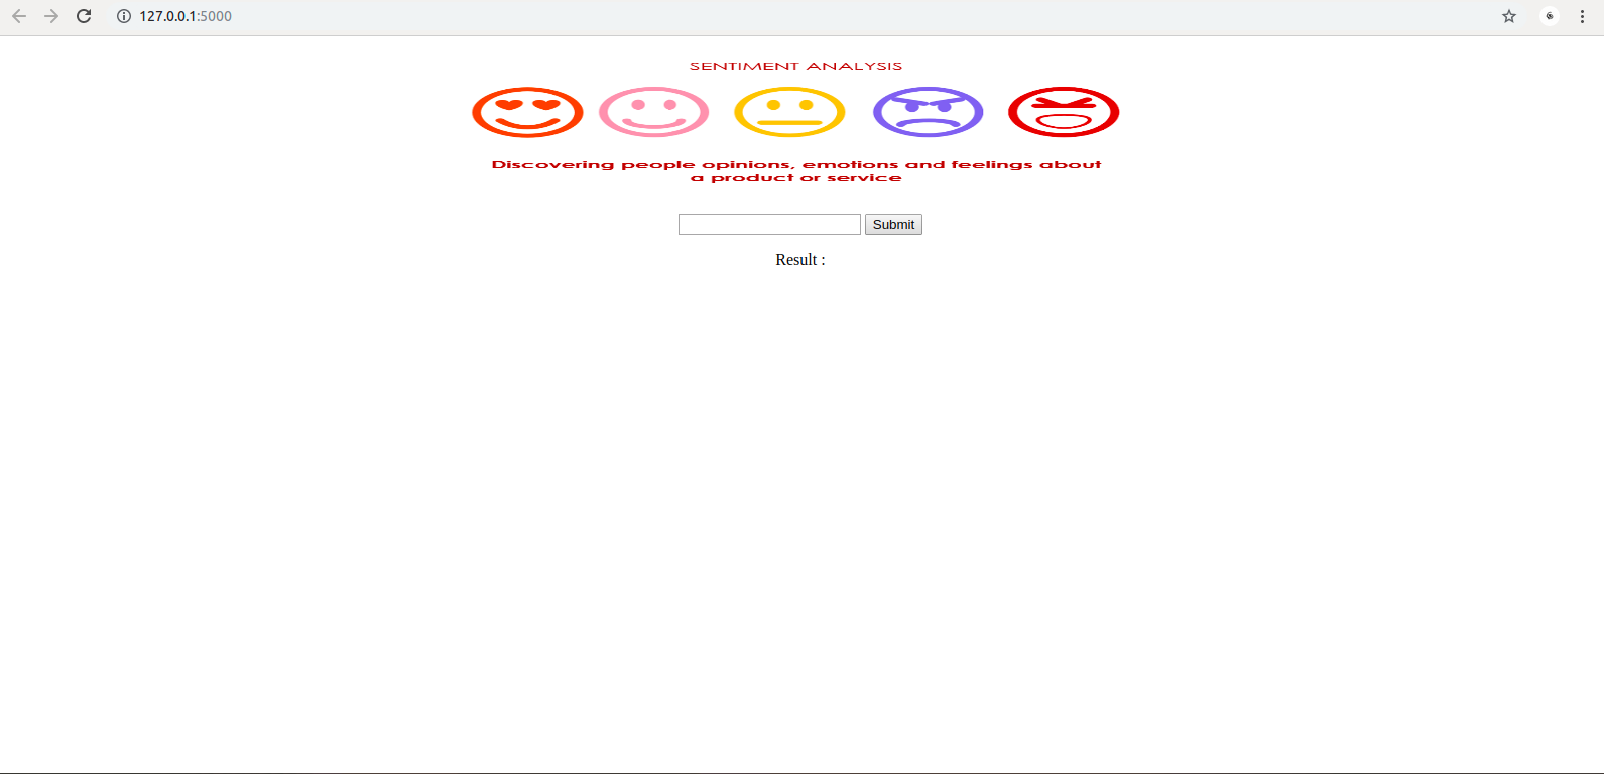 127.0.0.1:5000
SENTIMENT ANALYSIS
Discovering people opinions, emotions and feelings about
a product or service
Submit
Result :